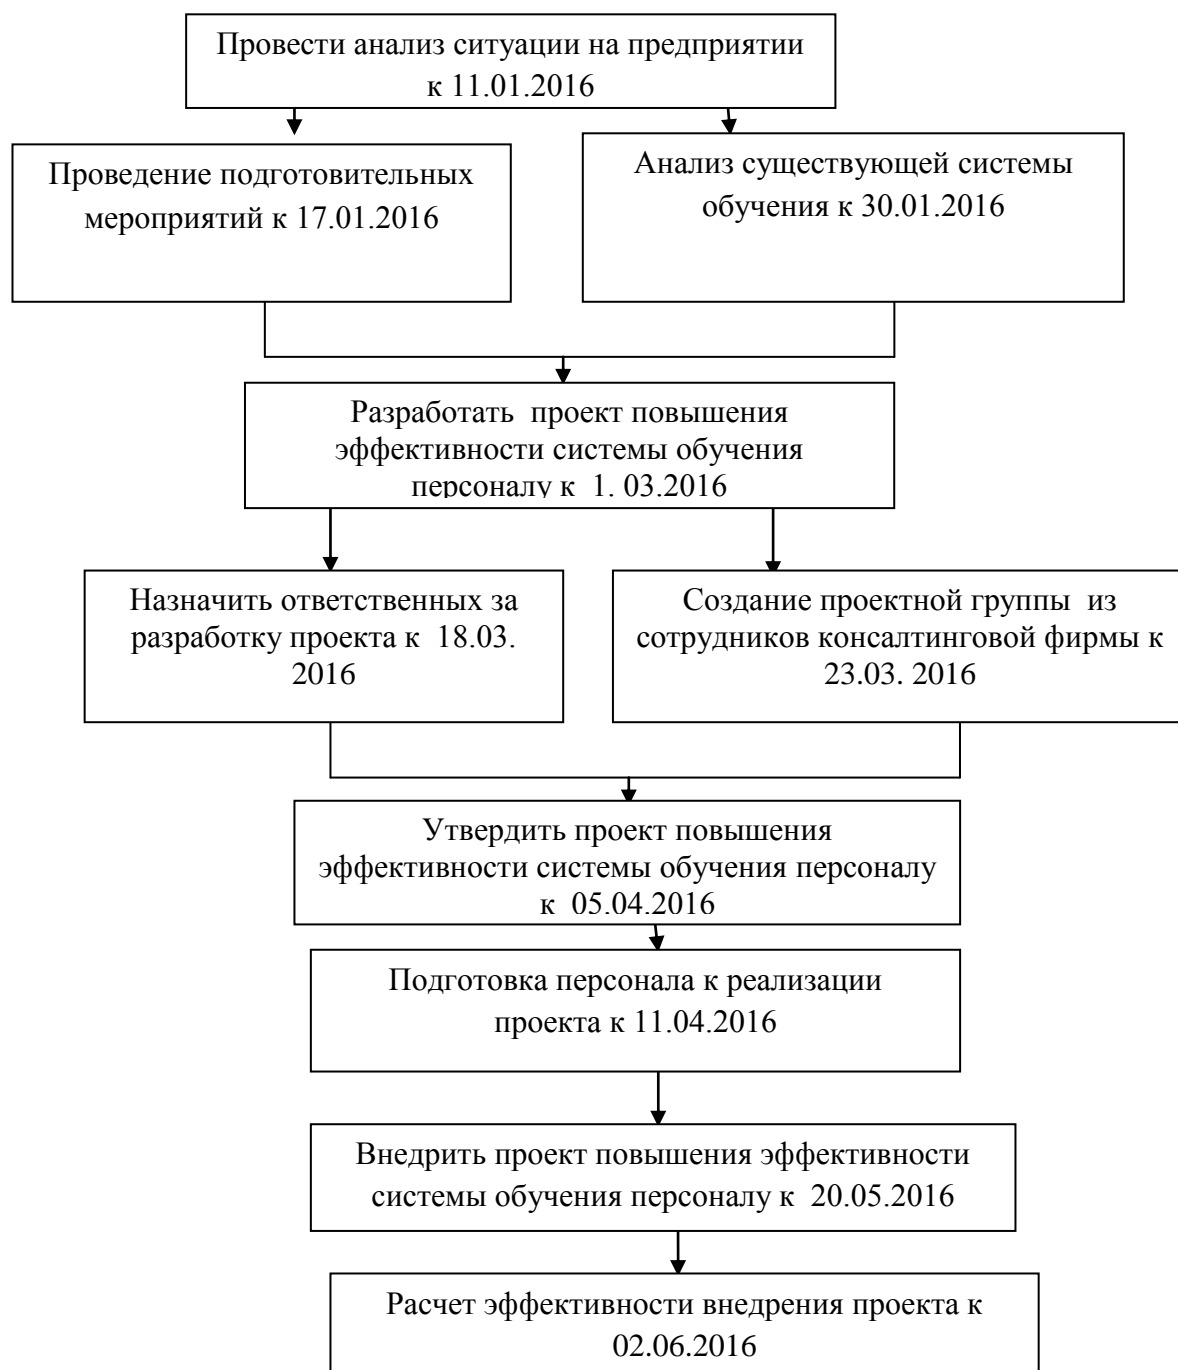 Провести анализ ситуации на предприятии
к 11.01.2016
Проведение подготовительных
мероприятий к 17.01.2016
Анализ существующей системы
обучения к 30.01.2016
Разработать проект повышения
эффективности системы обучения
персоналу к 1. 03.2016
Назначить ответственных за
разработку проекта к 18.03.
2016
Создание проектной группы из
сотрудников консалтинговой фирмы к
23.03. 2016
Утвердить проект повышения
эффективности системы обучения персоналу
к 05.04.2016
Подготовка персонала к реализации
проекта к 11.04.2016
Внедрить проект повышения эффективности
системы обучения персоналу к 20.05.2016
Расчет эффективности внедрения проекта к
02.06.2016